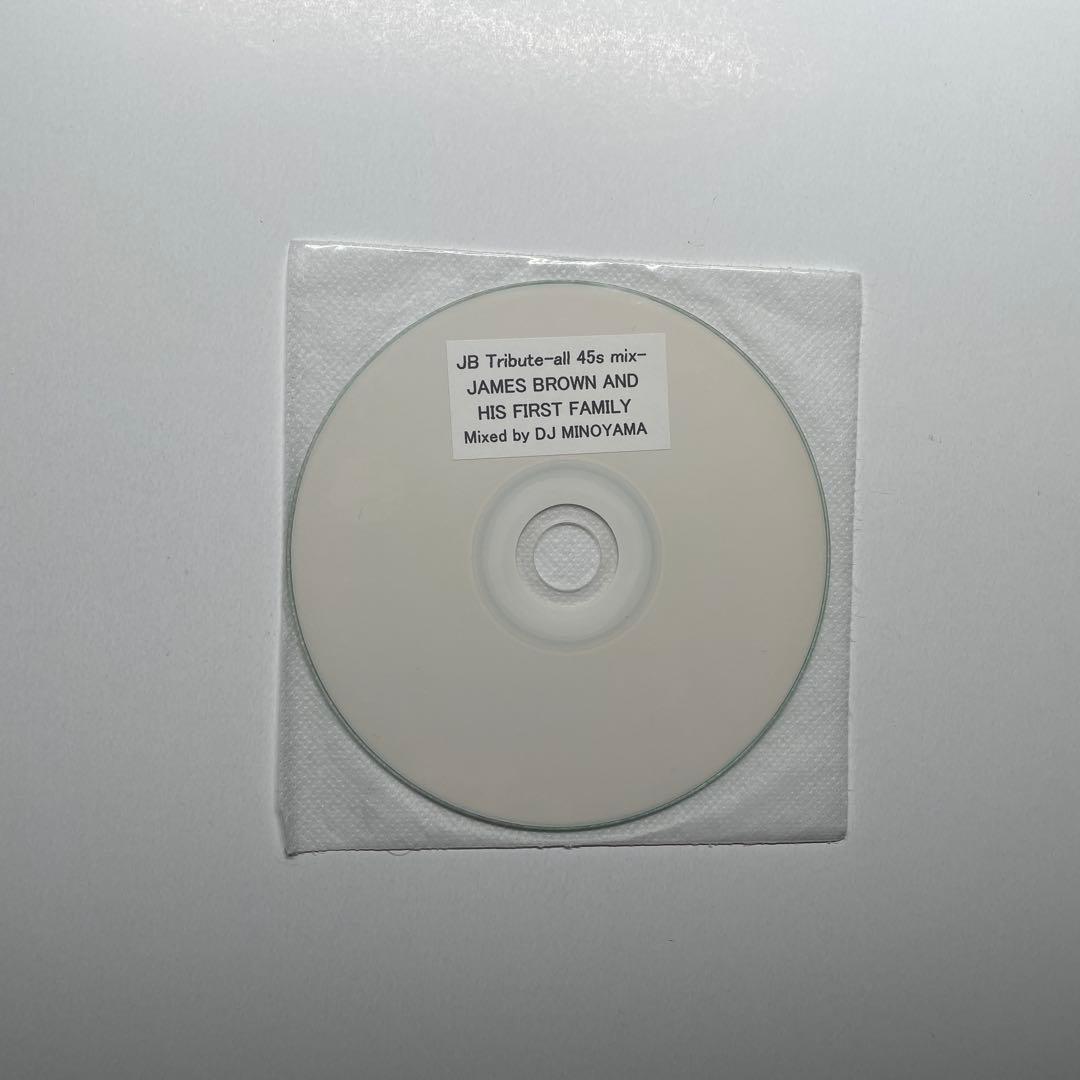 JB Tribute-all 45s mix-
JAMES BROWN AND
HIS FIRST FAMILY
Mixed by DJ MINOYAMA